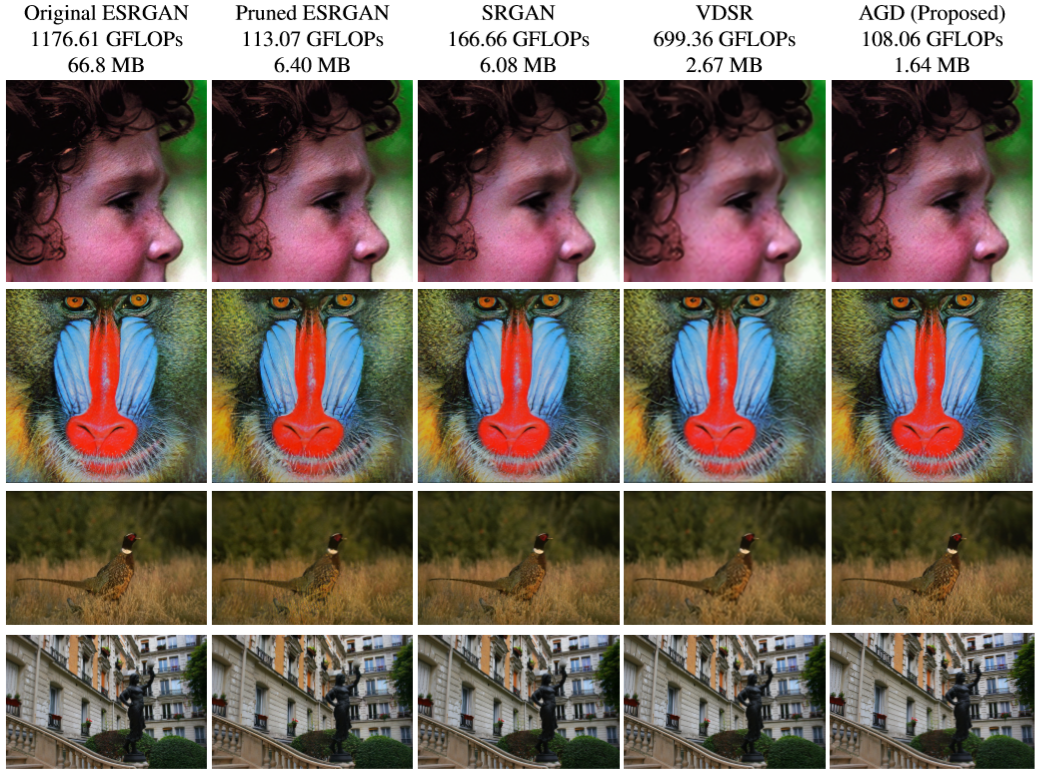 Original ESRGAN
1176.61 GFLOPs
66.8 MB
Pruned ESRGAN
113.07 GFLOPs
6.40 MB
SRGAN
166.66 GFLOPs
6.08 MB
VDSR
699.36 GFLOPs
2.67 MB
AGD (Proposed)
108.06 GFLOPs
1.64 MB